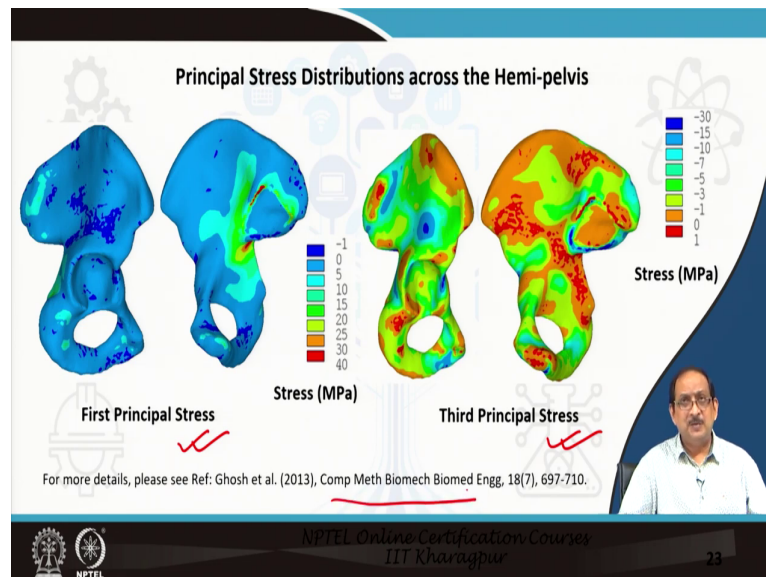 Principal Stress Distributions across the Hemi-pelvis
-1
0
5
10
15
20
25
30
40
Stress (MPa)
-30
-15
-10
-7
-5
-3
-1
0
1
Stress (MPa)
First Principal Stress
Third Principal Stress
For more details, please see Ref: Ghosh et al. (2013), Comp Meth Biomech Biomed Engg, 18(7), 697-710.
NPTEL Online Certification Courses
IIT Kharagpur
NPTEL
23